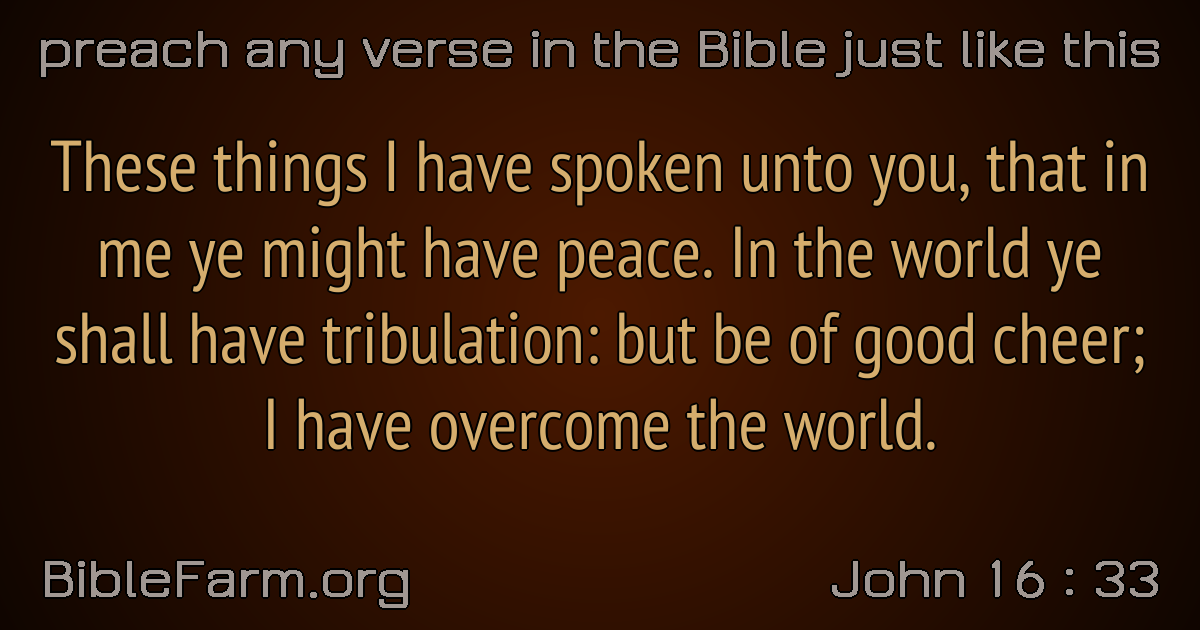 preach any verse in the Bible just like this
These things I have spoken unto you, that in
me ye might have peace. In the world ye
shall have tribulation: but be of good cheer;
I have overcome the world.
BibleFarm.org
John 16 : 33